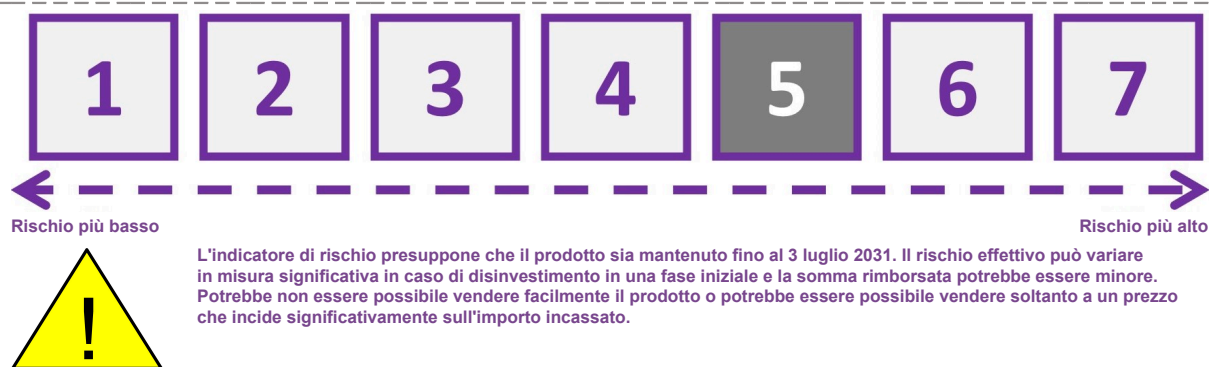 1 2 3 4 5 6 7
Rischio più basso Rischio più alto
L'indicatore di rischio presuppone che il prodotto sia mantenuto fino al 3 luglio 2031. Il rischio effettivo può variare
in misura significativa in caso di disinvestimento in una fase iniziale e la somma rimborsata potrebbe essere minore.
Potrebbe non essere possibile vendere facilmente il prodotto o potrebbe essere possibile vendere soltanto a un prezzo
che incide significativamente sull'importo incassato.
!